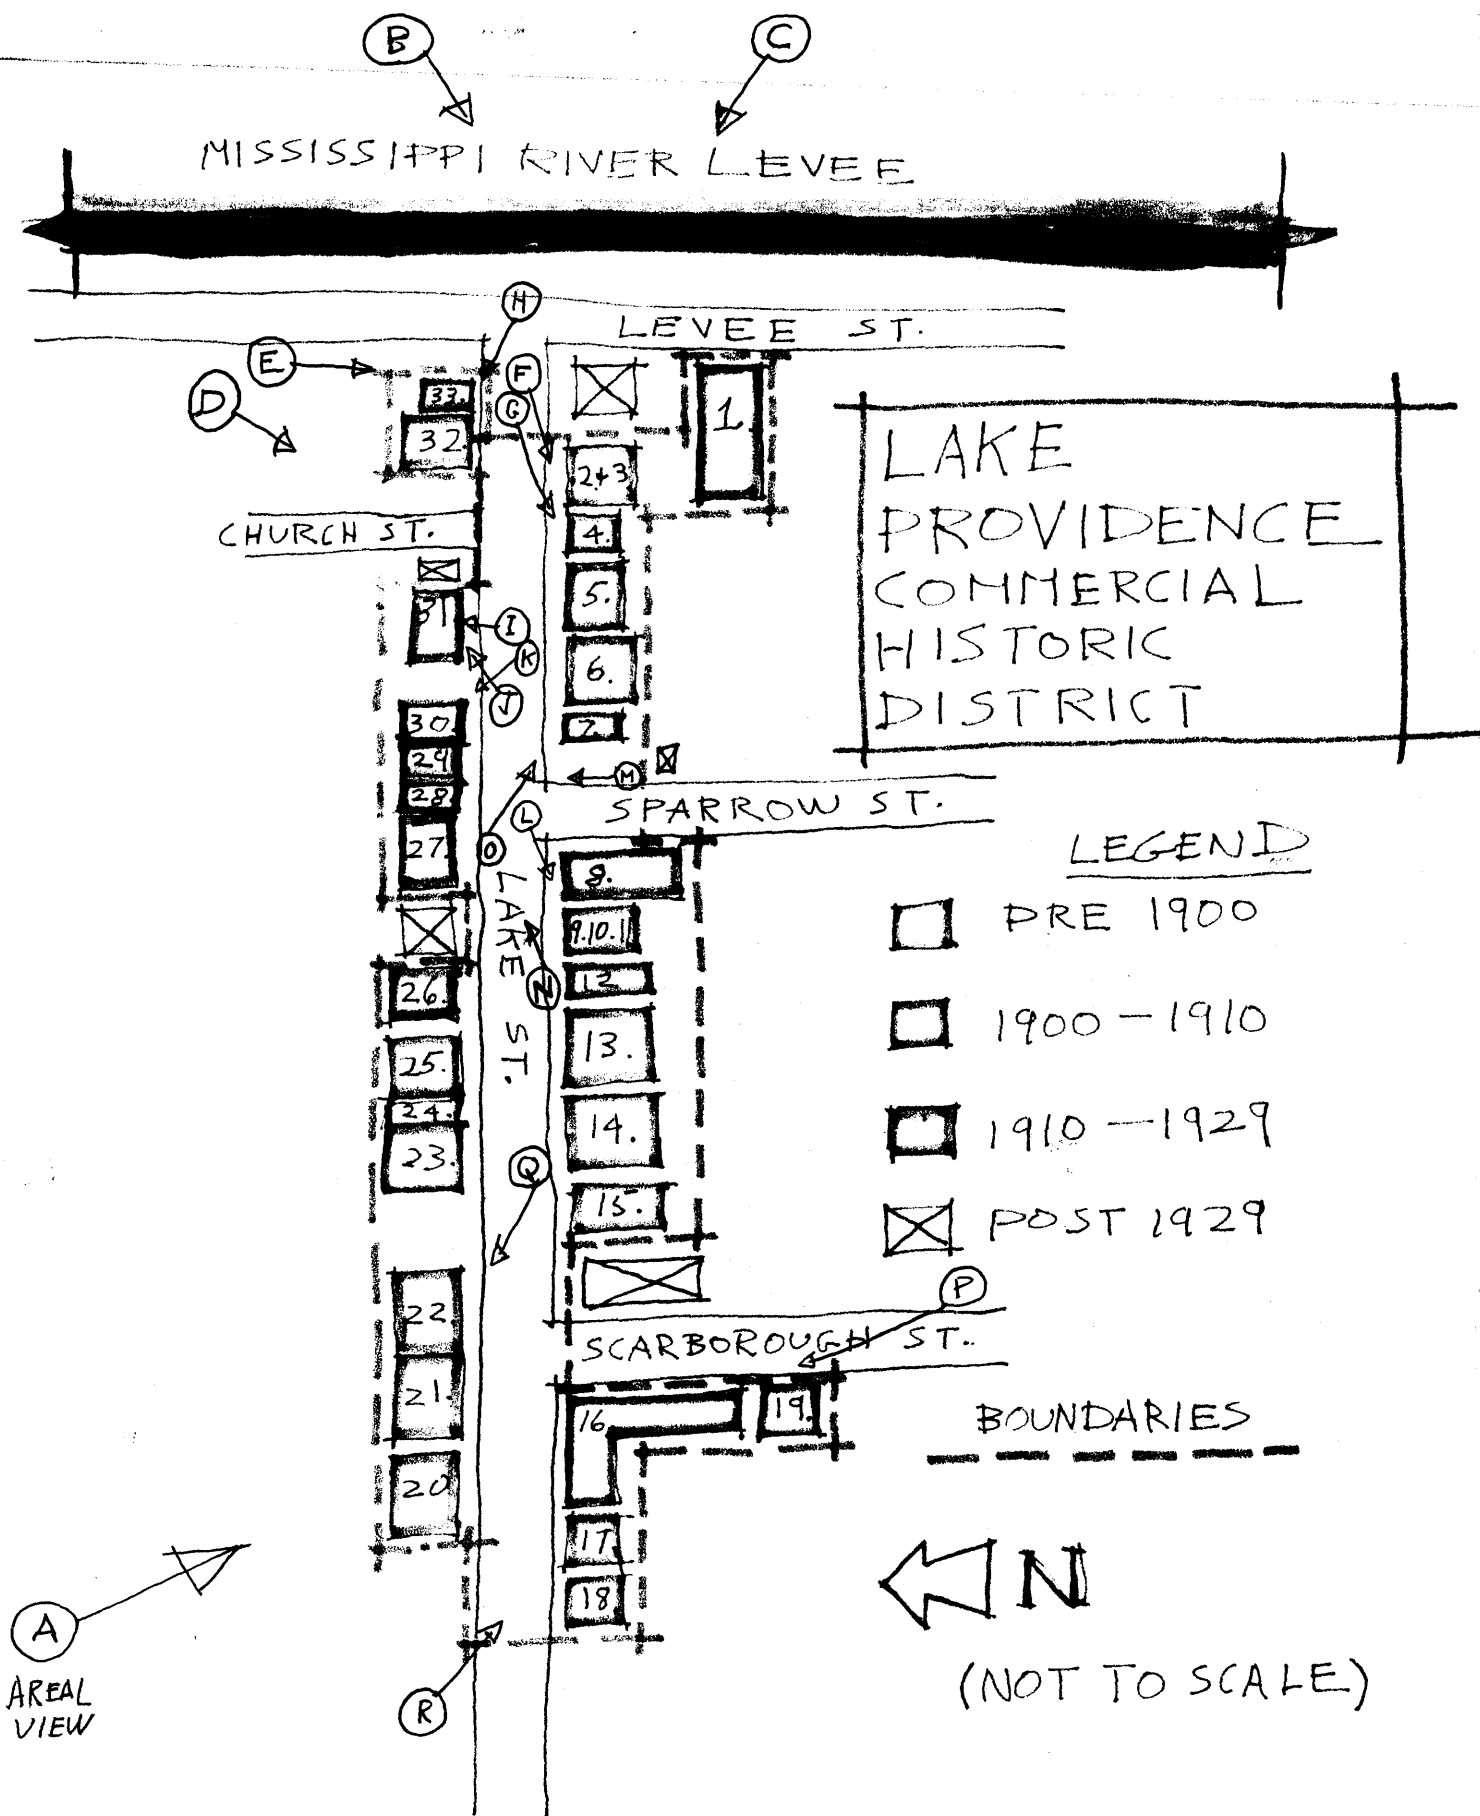 B
C
MISSISSIPPI RIVER LEVEE
H
LEVEE ST.
E
F
D
G
33.
32.
1.
2+3
LAKE
PROVIDENCE
COMMERCIAL
HISTORIC
DISTRICT
CHURCH ST.
4.
5.
31
I
K
6.
J
30.
7.
29
M
28.
SPARROW ST.
L
27.
O
LEGEND
8.
LAKE ST.
PRE 1900
9.10.11
26.
N
12
1900 - 1910
13.
25.
24.
1910 - 1929
14.
23.
Q
15.
POST 1929
P
22.
SCARBOROUGH ST.
21.
16
19.
BOUNDARIES
20
17
18.
N
A
AREAL
VIEW
(NOT TO SCALE)
R